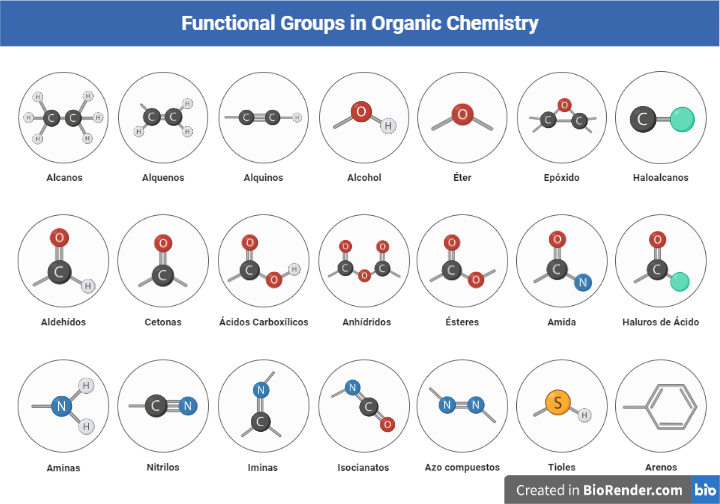 Functional Groups in Organic Chemistry
H H H H H H C C
H H H C C
C C H
O H
O
O C C
C
Alcanos Alquenos Alquinos Alcohol Éter Epóxido Haloalcanos
O C H
O C
O C O H
O O C O C
O C O
O C N
O C
Aldehídos Cetonas Ácidos Carboxílicos Anhídridos Ésteres Amida Haluros de Ácido
H N H
C N
N C
N C O
N N
S H
Aminas Nitrilos Iminas Isocianatos Azo compuestos Tioles Arenos
Created in BioRender.com bio